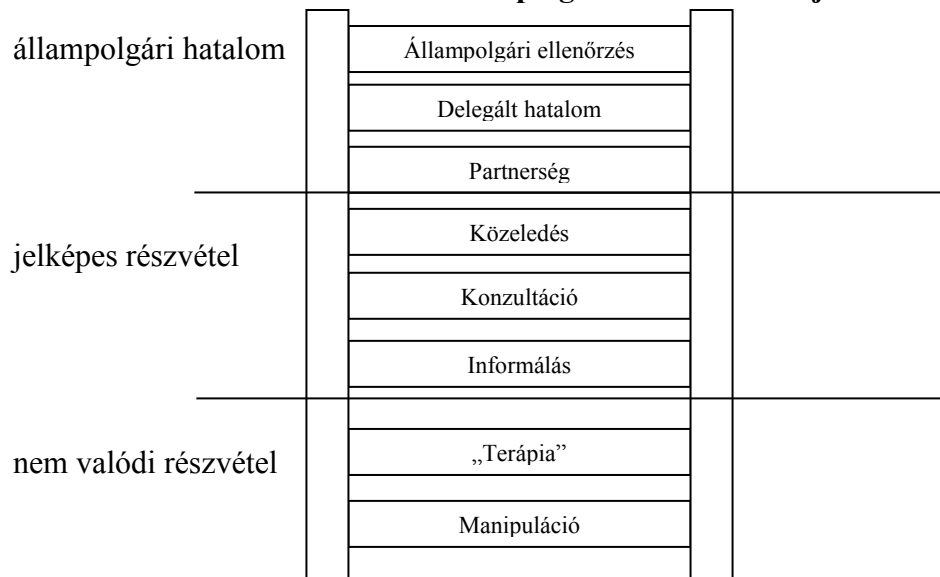 állampolgári hatalom
Állampolgári ellenőrzés
Delegált hatalom
Partnerség
jelképes részvétel
Közeledés
Konzultáció
Informálás
nem valódi részvétel
„Terápia”
Manipuláció